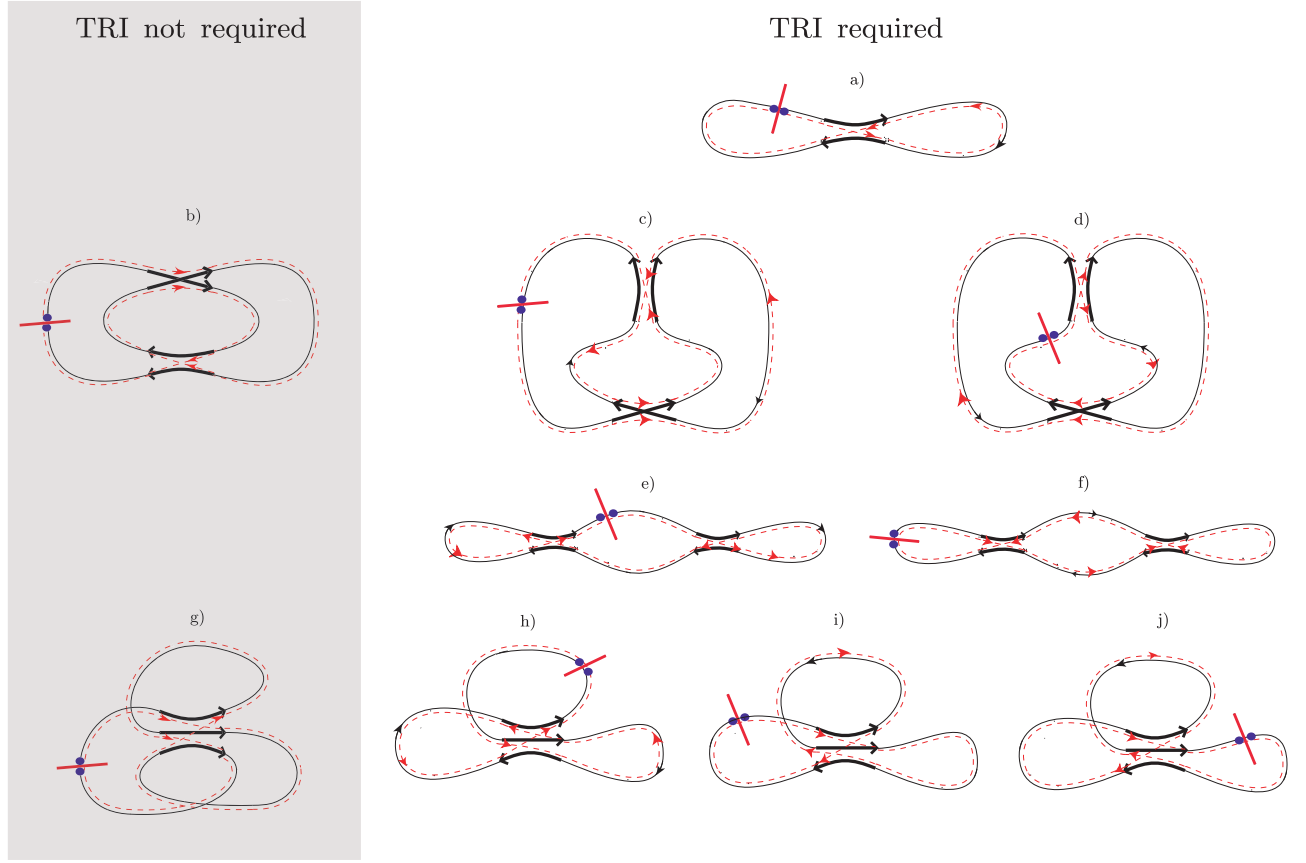 TRI not required
TRI required
a)
b)
c)
d)
e)
f)
g)
h)
i)
j)